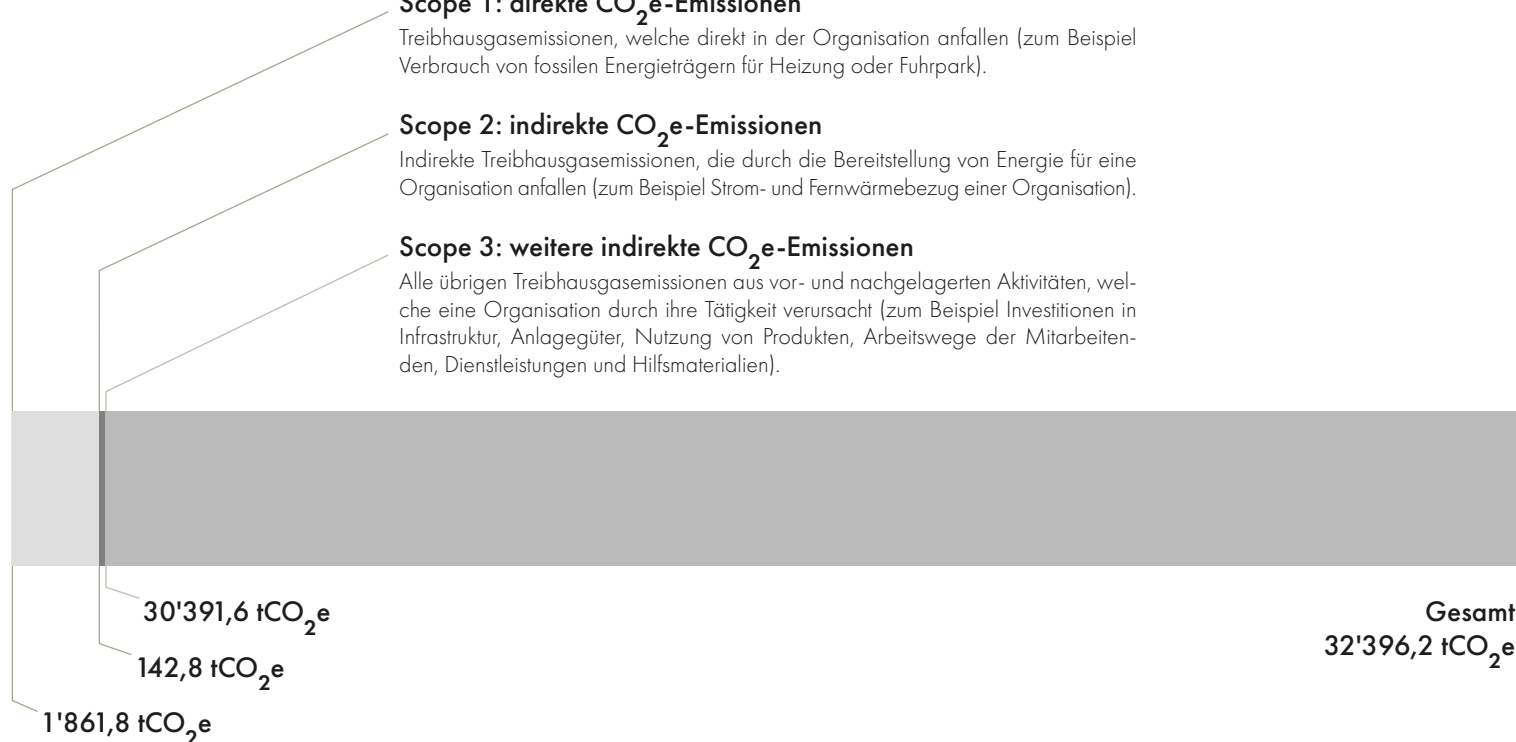 Scope 1: direkte CO₂e-Emissionen
Treibhausgasemissionen, welche direkt in der Organisation anfallen (zum Beispiel
Verbrauch von fossilen Energieträgern für Heizung oder Fuhrpark).
Scope 2: indirekte CO₂e-Emissionen
Indirekte Treibhausgasemissionen, die durch die Bereitstellung von Energie für eine
Organisation anfallen (zum Beispiel Strom- und Fernwärmebezug einer Organisation).
Scope 3: weitere indirekte CO₂e-Emissionen
Alle übrigen Treibhausgasemissionen aus vor- und nachgelagerten Aktivitäten, wel-
che eine Organisation durch ihre Tätigkeit verursacht (zum Beispiel Investitionen in
Infrastruktur, Anlagegüter, Nutzung von Produkten, Arbeitswege der Mitarbeiten-
den, Dienstleistungen und Hilfsmaterialien).
30'391,6 tCO₂e
142,8 tCO₂e
1'861,8 tCO₂e
Gesamt
32'396,2 tCO₂e